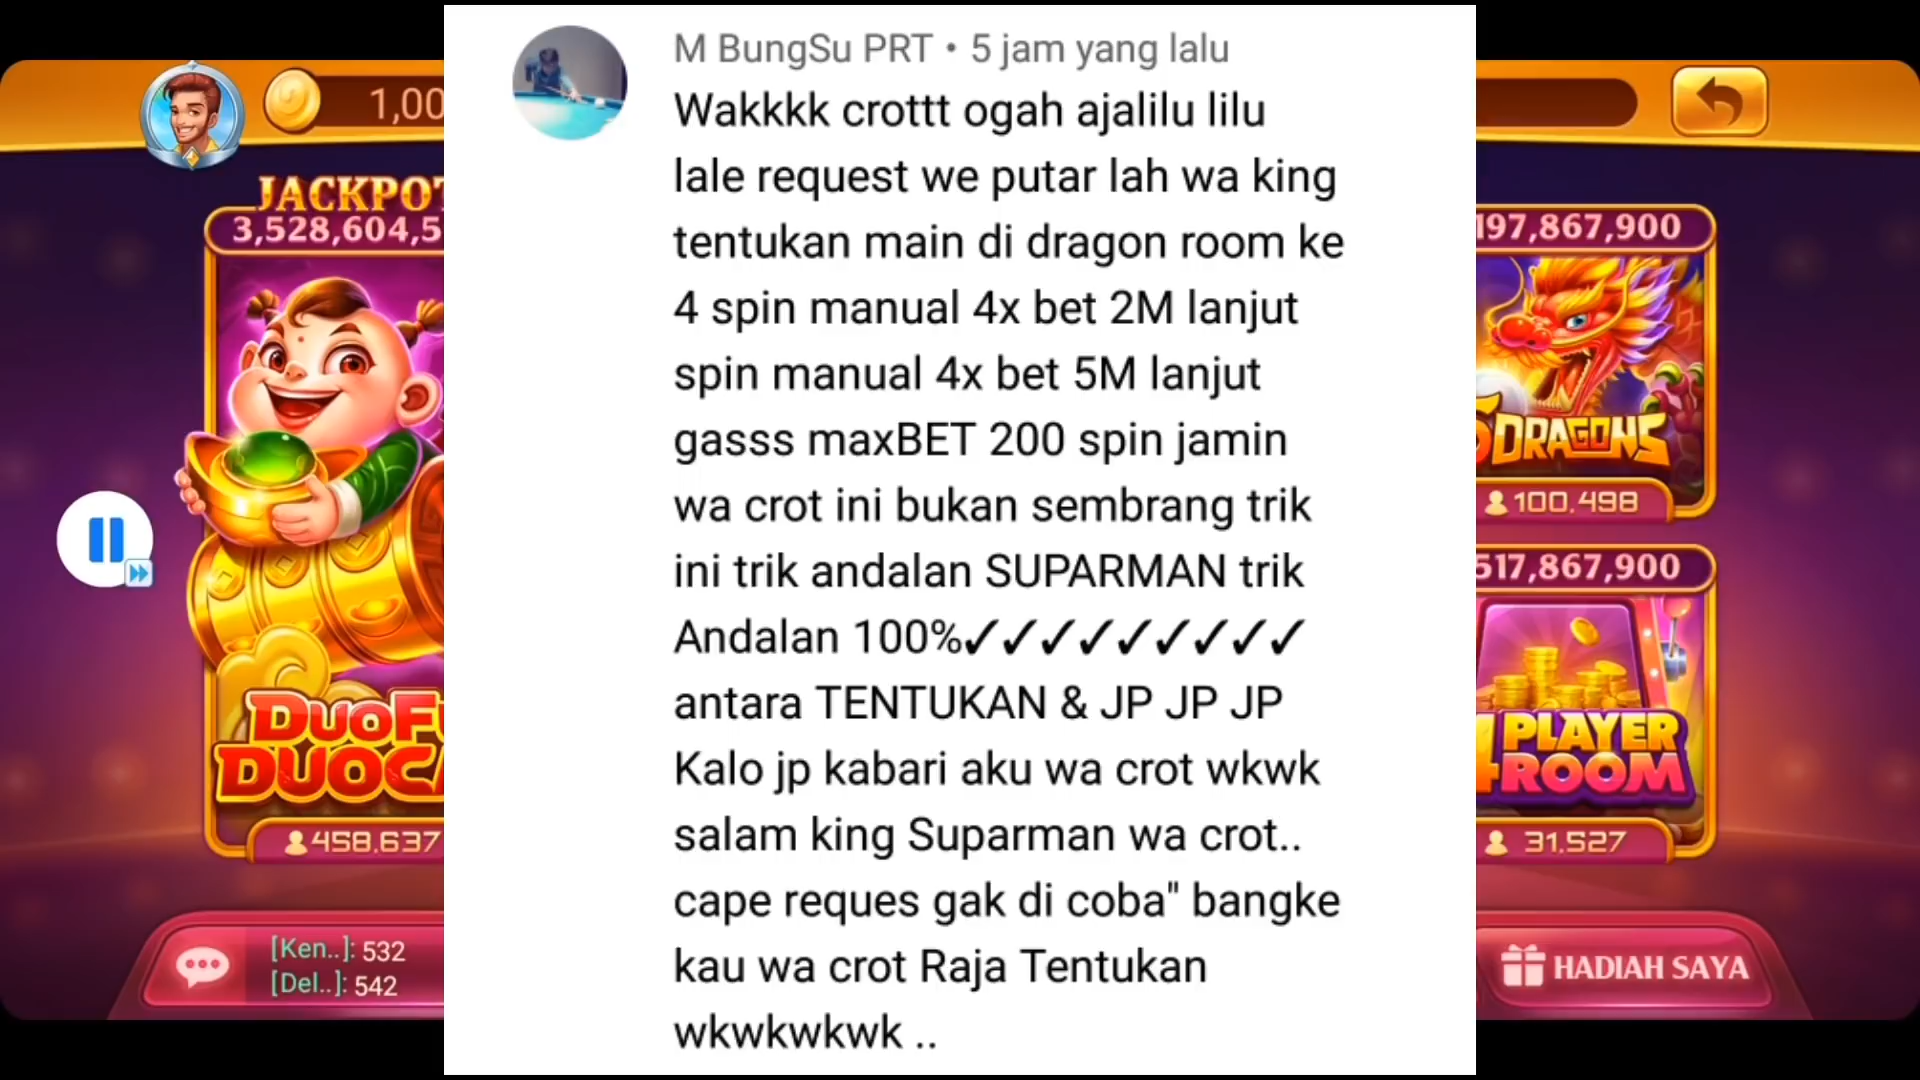 M BungSu PRT • 5 jam yang lalu
Wakkkk crottt ogah ajalilu lilu
lale request we putar lah wa king
tentukan main di dragon room ke
4 spin manual 4x bet 2M lanjut
spin manual 4x bet 5M lanjut
gasss maxBET 200 spin jamin
wa crot ini bukan sembrang trik
ini trik andalan SUPARMAN trik
Andalan 100%✓✓✓✓✓✓✓✓✓
antara TENTUKAN & JP JP JP
Kalo jp kabari aku wa crot wkwk
salam king Suparman wa crot..
cape reques gak di coba" bangke
kau wa crot Raja Tentukan
wkwkwkwk ..
1,00
JACKPOT
3,528,604,5
DUOFU
DUOCA
458,637
[Ken..]: 532
[Del..]: 542
197,867,900
5 DRAGONS
100,498
517,867,900
4 PLAYER
ROOM
31,527
HADIAH SAYA